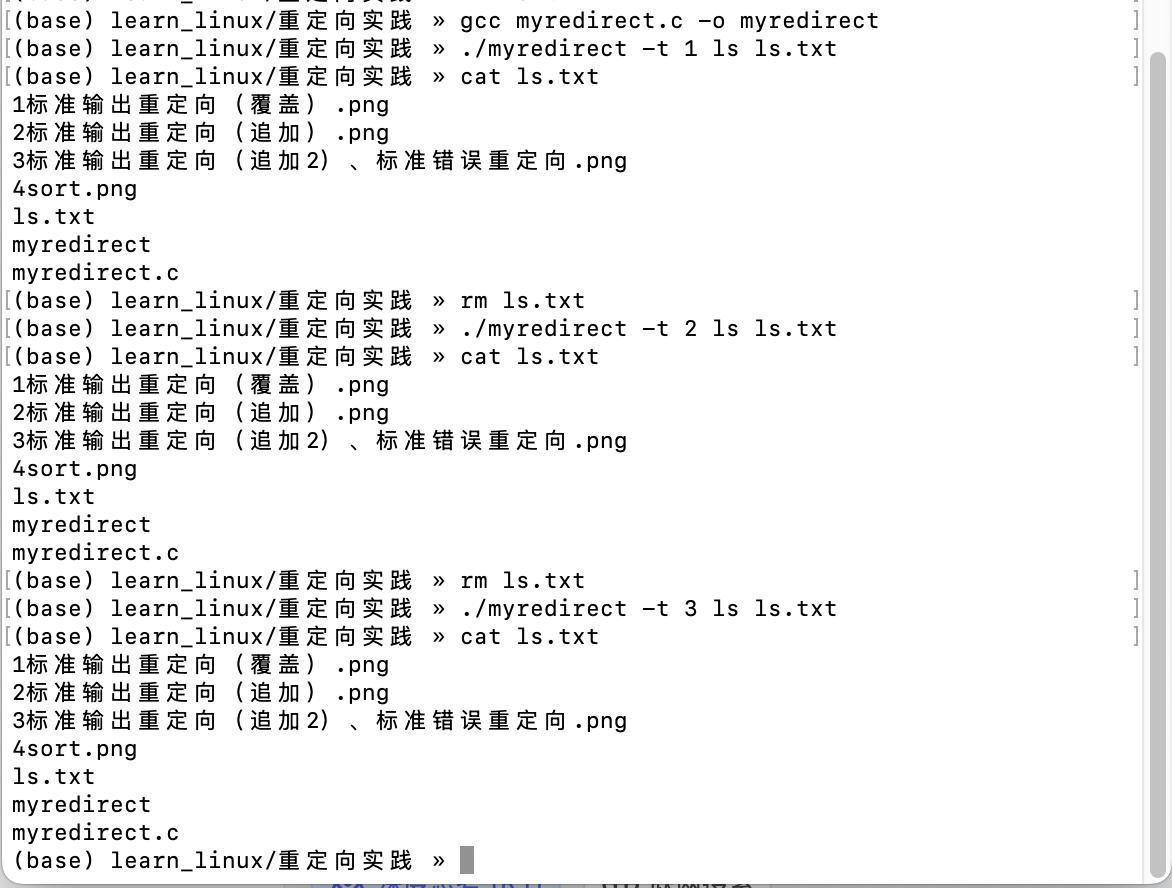 [(base) learn_linux/重定向实践 » gcc myredirect.c -o myredirect ]
[(base) learn_linux/重定向实践 » ./myredirect -t 1 ls ls.txt ]
[(base) learn_linux/重定向实践 » cat ls.txt ]
1标准输出重定向（覆盖）.png
2标准输出重定向（追加）.png
3标准输出重定向（追加2）、标准错误重定向.png
4sort.png
ls.txt
myredirect
myredirect.c
[(base) learn_linux/重定向实践 » rm ls.txt ]
[(base) learn_linux/重定向实践 » ./myredirect -t 2 ls ls.txt ]
[(base) learn_linux/重定向实践 » cat ls.txt ]
1标准输出重定向（覆盖）.png
2标准输出重定向（追加）.png
3标准输出重定向（追加2）、标准错误重定向.png
4sort.png
ls.txt
myredirect
myredirect.c
[(base) learn_linux/重定向实践 » rm ls.txt ]
[(base) learn_linux/重定向实践 » ./myredirect -t 3 ls ls.txt ]
[(base) learn_linux/重定向实践 » cat ls.txt ]
1标准输出重定向（覆盖）.png
2标准输出重定向（追加）.png
3标准输出重定向（追加2）、标准错误重定向.png
4sort.png
ls.txt
myredirect
myredirect.c
(base) learn_linux/重定向实践 »